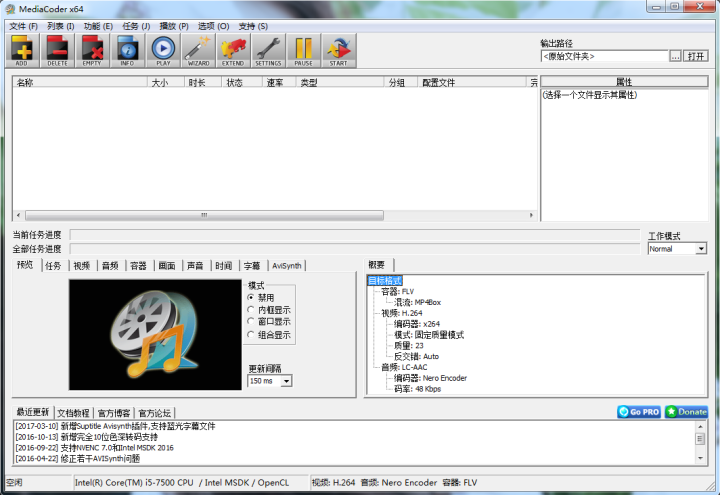 MediaCoder x64
文件 (F) 列表 (I) 功能 (E) 任务 (J) 播放 (P) 选项 (O) 支持 (S)
ADD DELETE EMPTY INFO PLAY WIZARD EXTEND SETTINGS PAUSE START
输出路径
<原始文件夹> ... 打开
名称 大小 时长 状态 速率 类型 分组 配置文件 完
属性
(选择一个文件显示其属性)
当前任务进度
全部任务进度
工作模式
Normal
预览 任务 视频 音频 容器 画面 声音 时间 字幕 AviSynth
模式
禁用
内框显示
窗口显示
组合显示
更新间隔
150 ms
概要
目标格式
容器: FLV
混流: MP4Box
视频: H.264
编码器: x264
模式: 固定质量模式
质量: 23
反交错: Auto
音频: LC-AAC
编码器: Nero Encoder
码率: 48 Kbps
最近更新 文档教程 官方博客 官方论坛
Go PRO Donate
[2017-03-10] 新增Suptitle Avisynth插件,支持蓝光字幕文件
[2016-10-13] 新增完全10位色深转码支持
[2016-09-22] 支持NVENC 7.0和Intel MSDK 2016
[2016-04-22] 修正若干AVISynth问题
空闲 Intel(R) Core(TM) i5-7500 CPU / Intel MSDK / OpenCL 视频: H.264 音频: Nero Encoder 容器: FLV